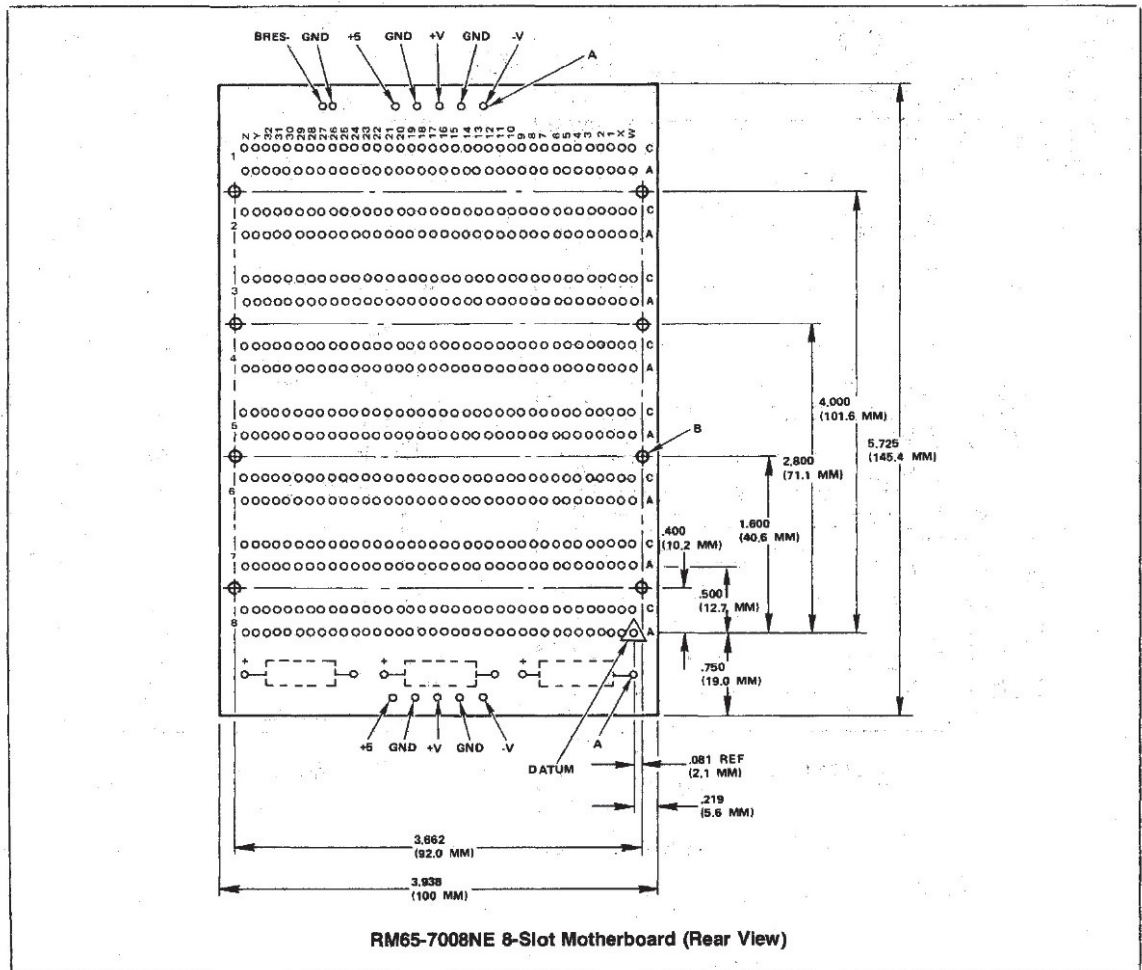 BRES- GND +5 GND +V GND -V A
Z Y 32 31 30 29 28 27 26 25 24 23 22 21 20 19 18 17 16 15 14 13 12 11 10 9 8 7 6 5 4 3 2 1 X W
C
1
A
C
2
A
C
3
A
C
4
A
C
5
A
B
C
6
A
C
7
A
C
8
A
4.000
(101.6 MM)
5.725
(145.4 MM)
2.800
(71.1 MM)
1.600
(40.6 MM)
.400
(10.2 MM)
.500
(12.7 MM)
.750
(19.0 MM)
+ + +
+5 GND +V GND -V A
DATUM
.081 REF
(2.1 MM)
.219
(5.6 MM)
3.662
(92.0 MM)
3.938
(100 MM)
RM65-7008NE 8-Slot Motherboard (Rear View)